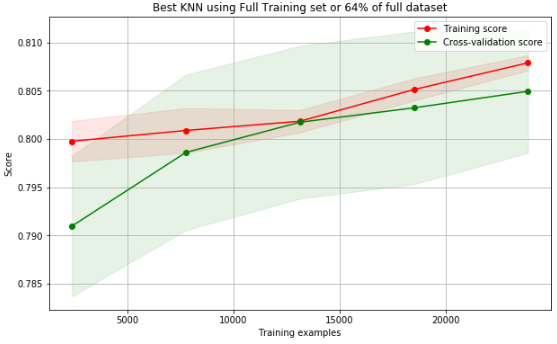 Best KNN using Full Training set or 64% of full dataset
Training score
Cross-validation score
0.810
0.805
0.800
0.795
0.790
0.785
Score
5000
10000
15000
20000
Training examples